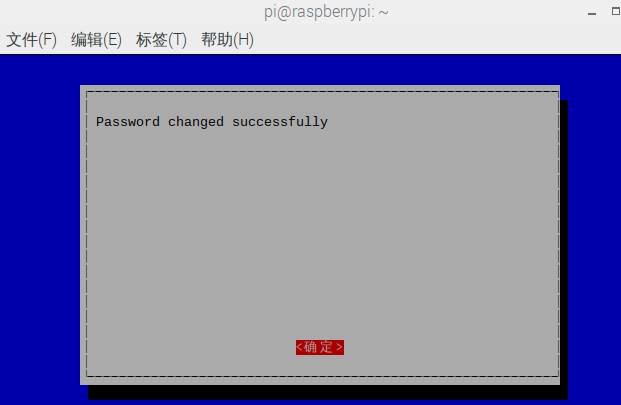 pi@raspberrypi: ~
文件(F) 编辑(E) 标签(T) 帮助(H)
Password changed successfully
<确定>